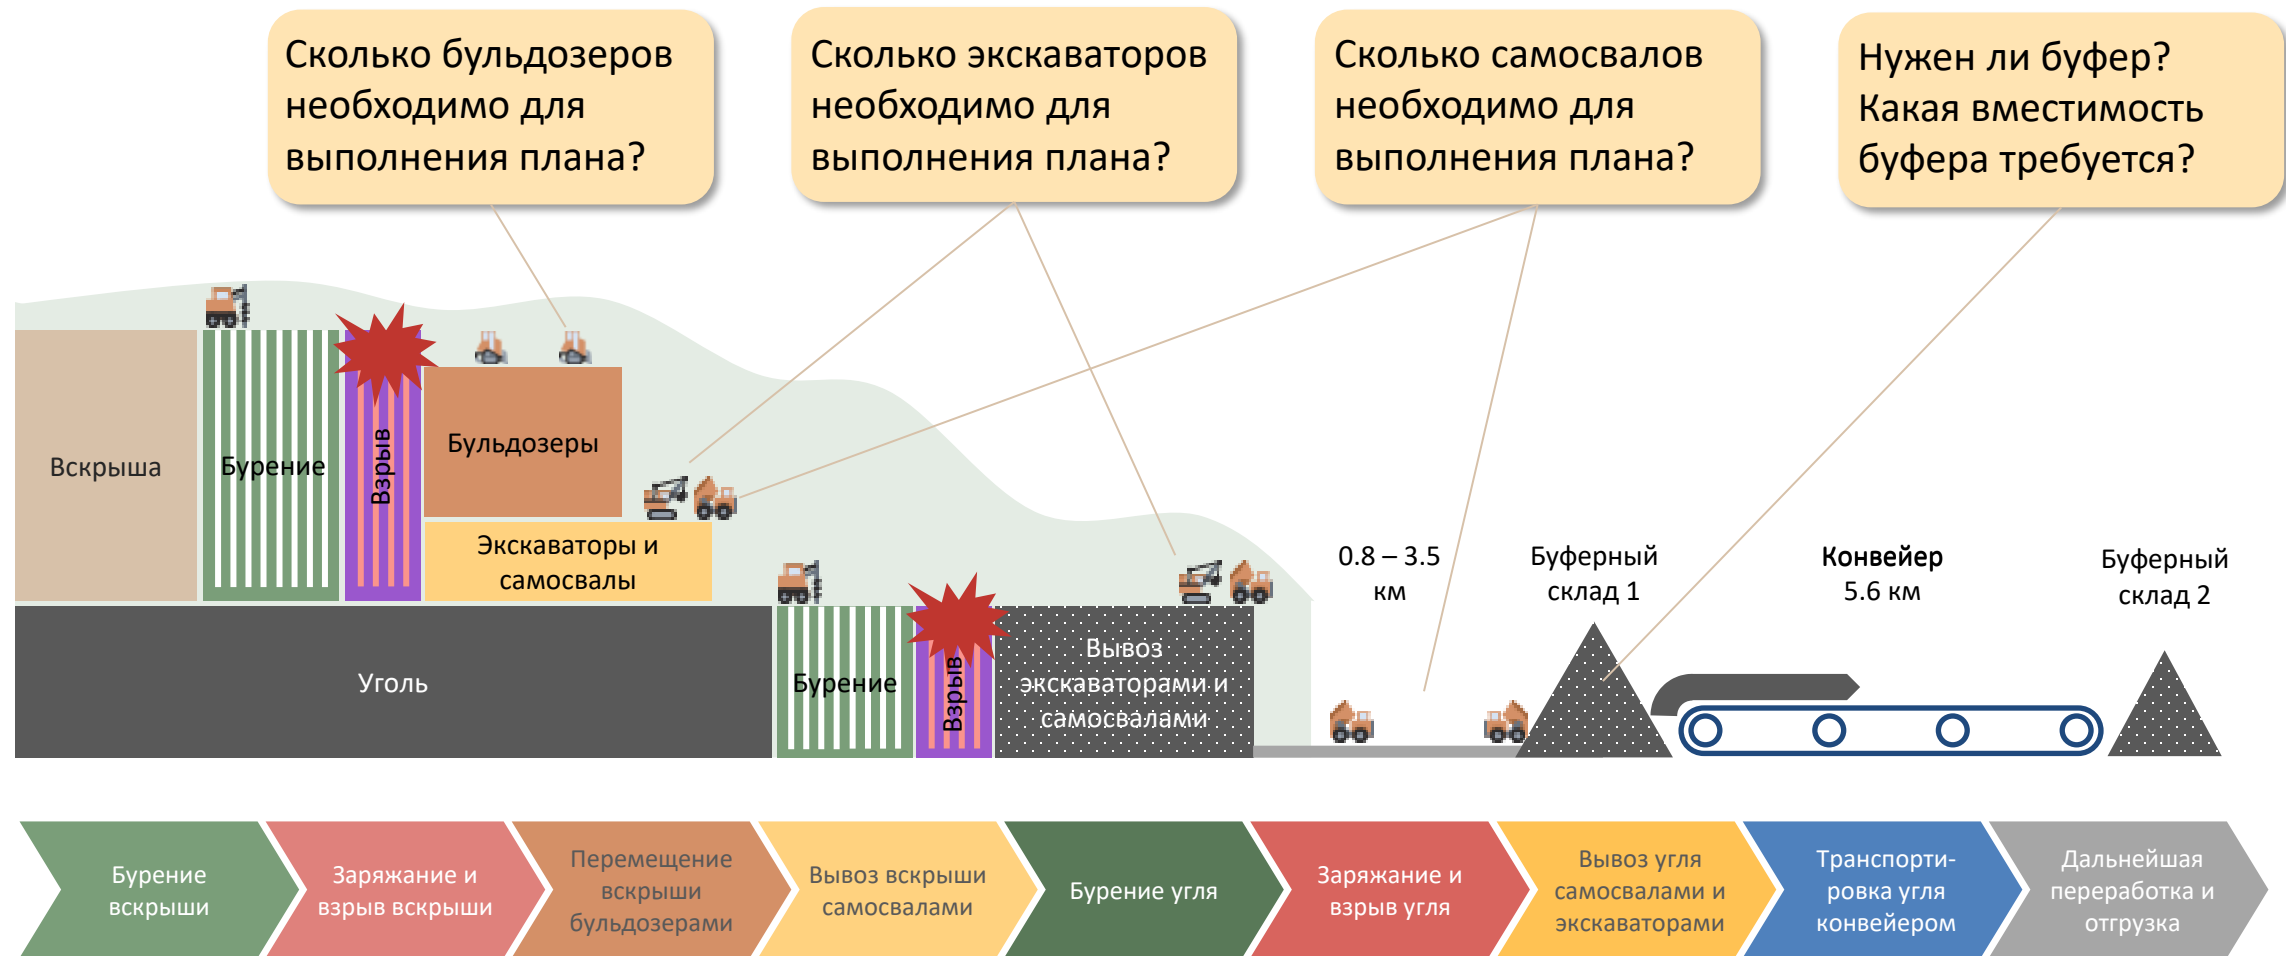 Сколько бульдозеров
необходимо для
выполнения плана?
Сколько экскаваторов
необходимо для
выполнения плана?
Сколько самосвалов
необходимо для
выполнения плана?
Нужен ли буфер?
Какая вместимость
буфера требуется?
Вскрыша
Бурение
Взрыв
Бульдозеры
Экскаваторы и
самосвалы
Уголь
Бурение
Взрыв
Вывоз
экскаваторами и
самосвалами
0.8 – 3.5
км
Буферный
склад 1
Конвейер
5.6 км
Буферный
склад 2
Бурение
вскрыши
Заряжание и
взрыв вскрыши
Перемещение
вскрыши
бульдозерами
Вывоз вскрыши
самосвалами
Бурение угля
Заряжание и
взрыв угля
Вывоз угля
самосвалами и
экскаваторами
Транспорти-
ровка угля
конвейером
Дальнейшая
переработка и
отгрузка